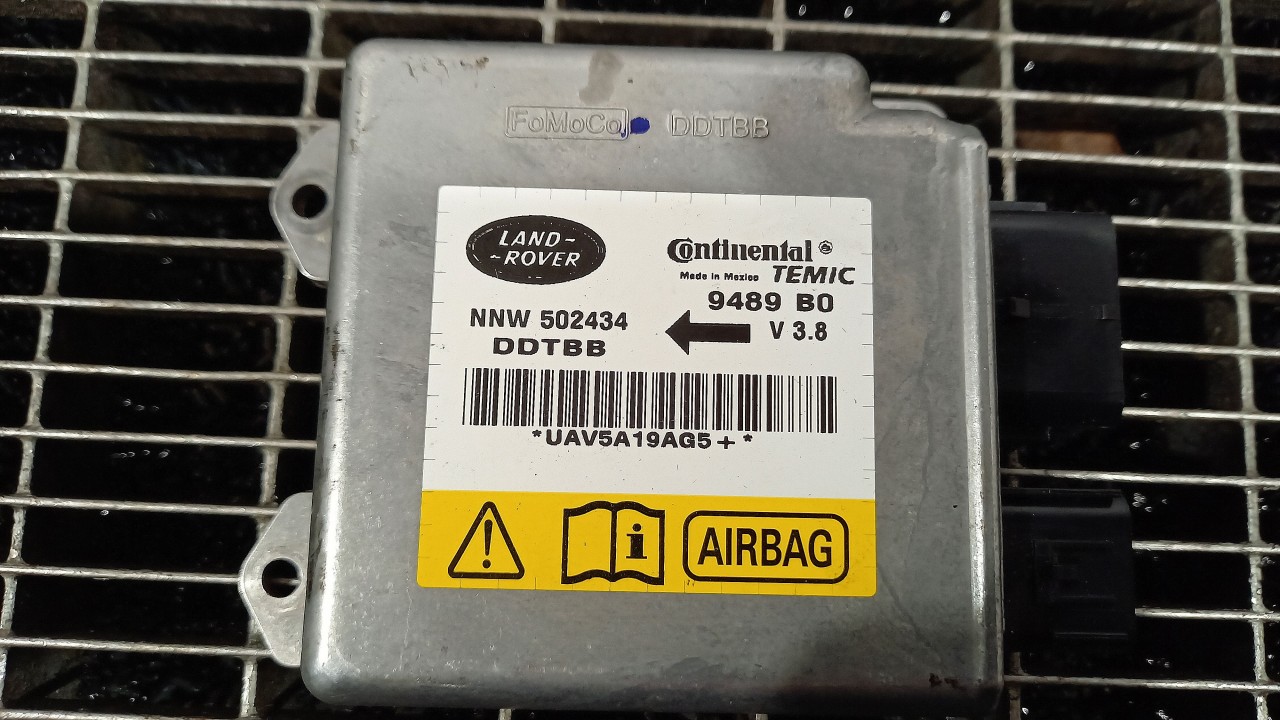 FoMoCo DDTBB
LAND~
~ROVER
Continental
Made in Mexico TEMIC
9489 B0
NNW 502434
V 3.8
DDTBB
*UAV5A19AG5+*
i
AIRBAG